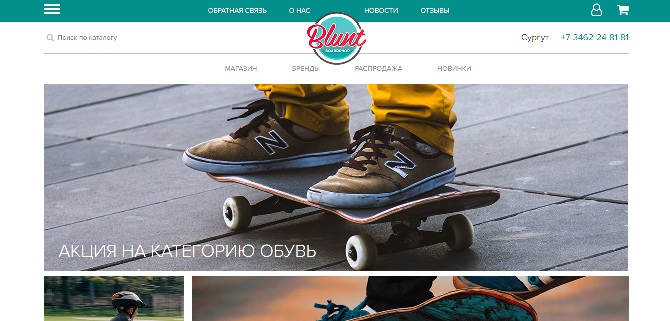 ОБРАТНАЯ СВЯЗЬ О НАС НОВОСТИ ОТЗЫВЫ
Blunt
BOARDSHOP
Поиск по каталогу
Сургут +7 3462 24-81-81
МАГАЗИН БРЕНДЫ РАСПРОДАЖА НОВИНКИ
N
N
АКЦИЯ НА КАТЕГОРИЮ ОБУВЬ